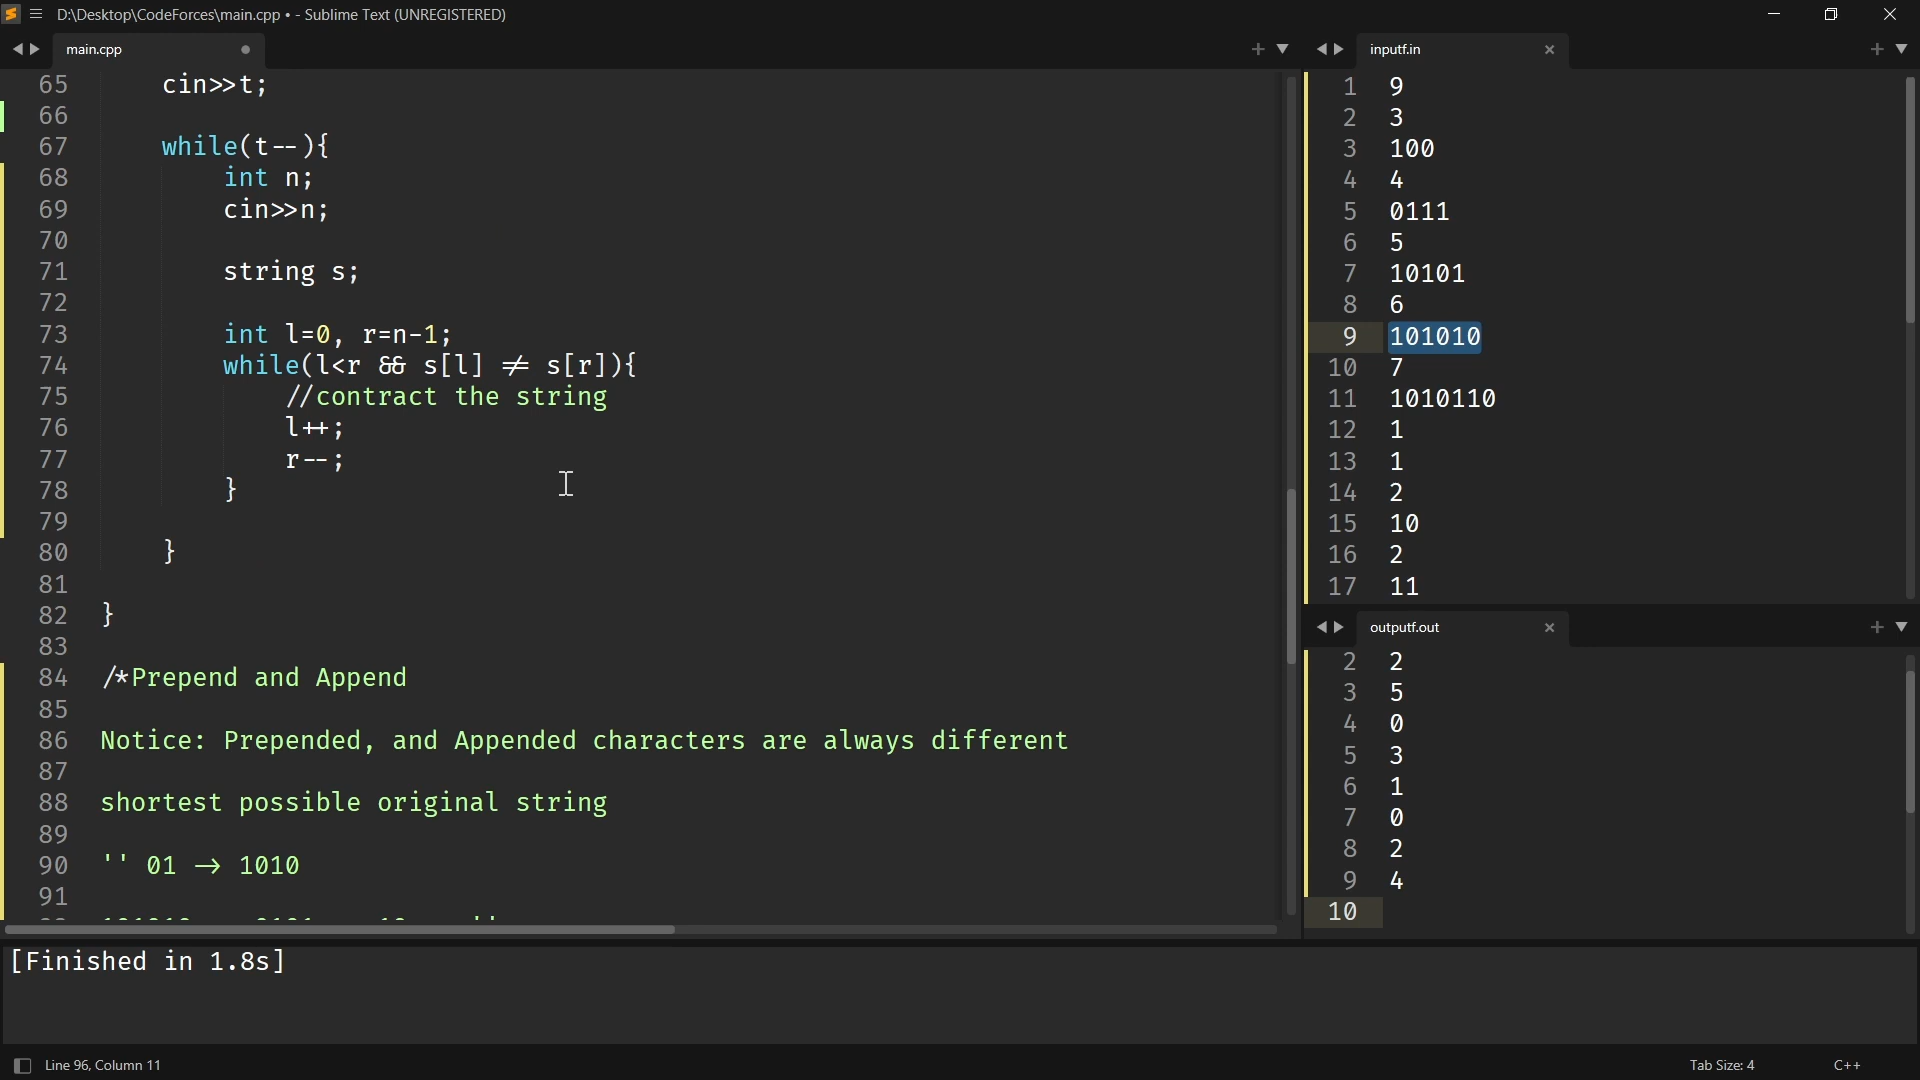 D:\Desktop\CodeForces\main.cpp • - Sublime Text (UNREGISTERED)
main.cpp
65 cin>>t;
66
67 while(t--){
68 int n;
69 cin>>n;
70
71 string s;
72
73 int l=0, r=n-1;
74 while(l<r && s[l] != s[r]){
75 //contract the string
76 l++;
77 r--;
78 }
79
80 }
81
82 }
83
84 /*Prepend and Append
85
86 Notice: Prepended, and Appended characters are always different
87
88 shortest possible original string
89
90 '' 01 -> 1010
91
inputf.in
1 9
2 3
3 100
4 4
5 0111
6 5
7 10101
8 6
9 101010
10 7
11 1010110
12 1
13 1
14 2
15 10
16 2
17 11
outputf.out
2 2
3 5
4 0
5 3
6 1
7 0
8 2
9 4
10
[Finished in 1.8s]
Line 96, Column 11
Tab Size: 4
C++